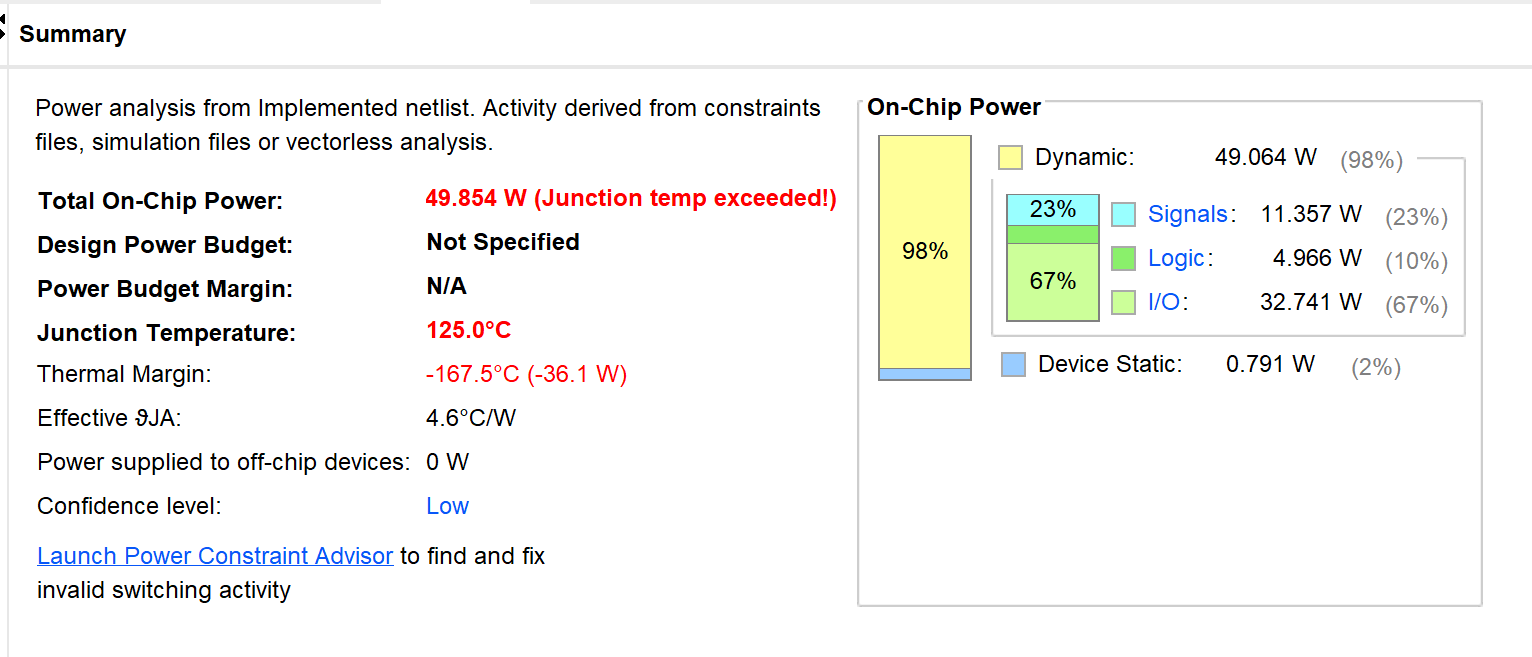 Summary
Power analysis from Implemented netlist. Activity derived from constraints
files, simulation files or vectorless analysis.
Total On-Chip Power: 49.854 W (Junction temp exceeded!)
Design Power Budget: Not Specified
Power Budget Margin: N/A
Junction Temperature: 125.0°C
Thermal Margin: -167.5°C (-36.1 W)
Effective ϑJA: 4.6°C/W
Power supplied to off-chip devices: 0 W
Confidence level: Low
Launch Power Constraint Advisor to find and fix
invalid switching activity
On-Chip Power
98%
Dynamic: 49.064 W (98%)
23%
67%
Signals: 11.357 W (23%)
Logic: 4.966 W (10%)
I/O: 32.741 W (67%)
Device Static: 0.791 W (2%)